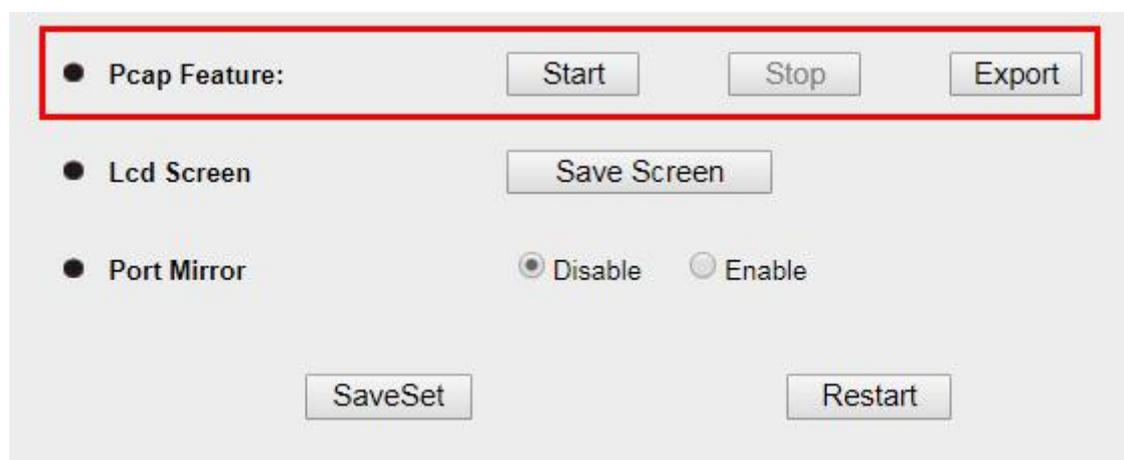 Pcap Feature: Start Stop Export
Lcd Screen Save Screen
Port Mirror Disable Enable
SaveSet Restart